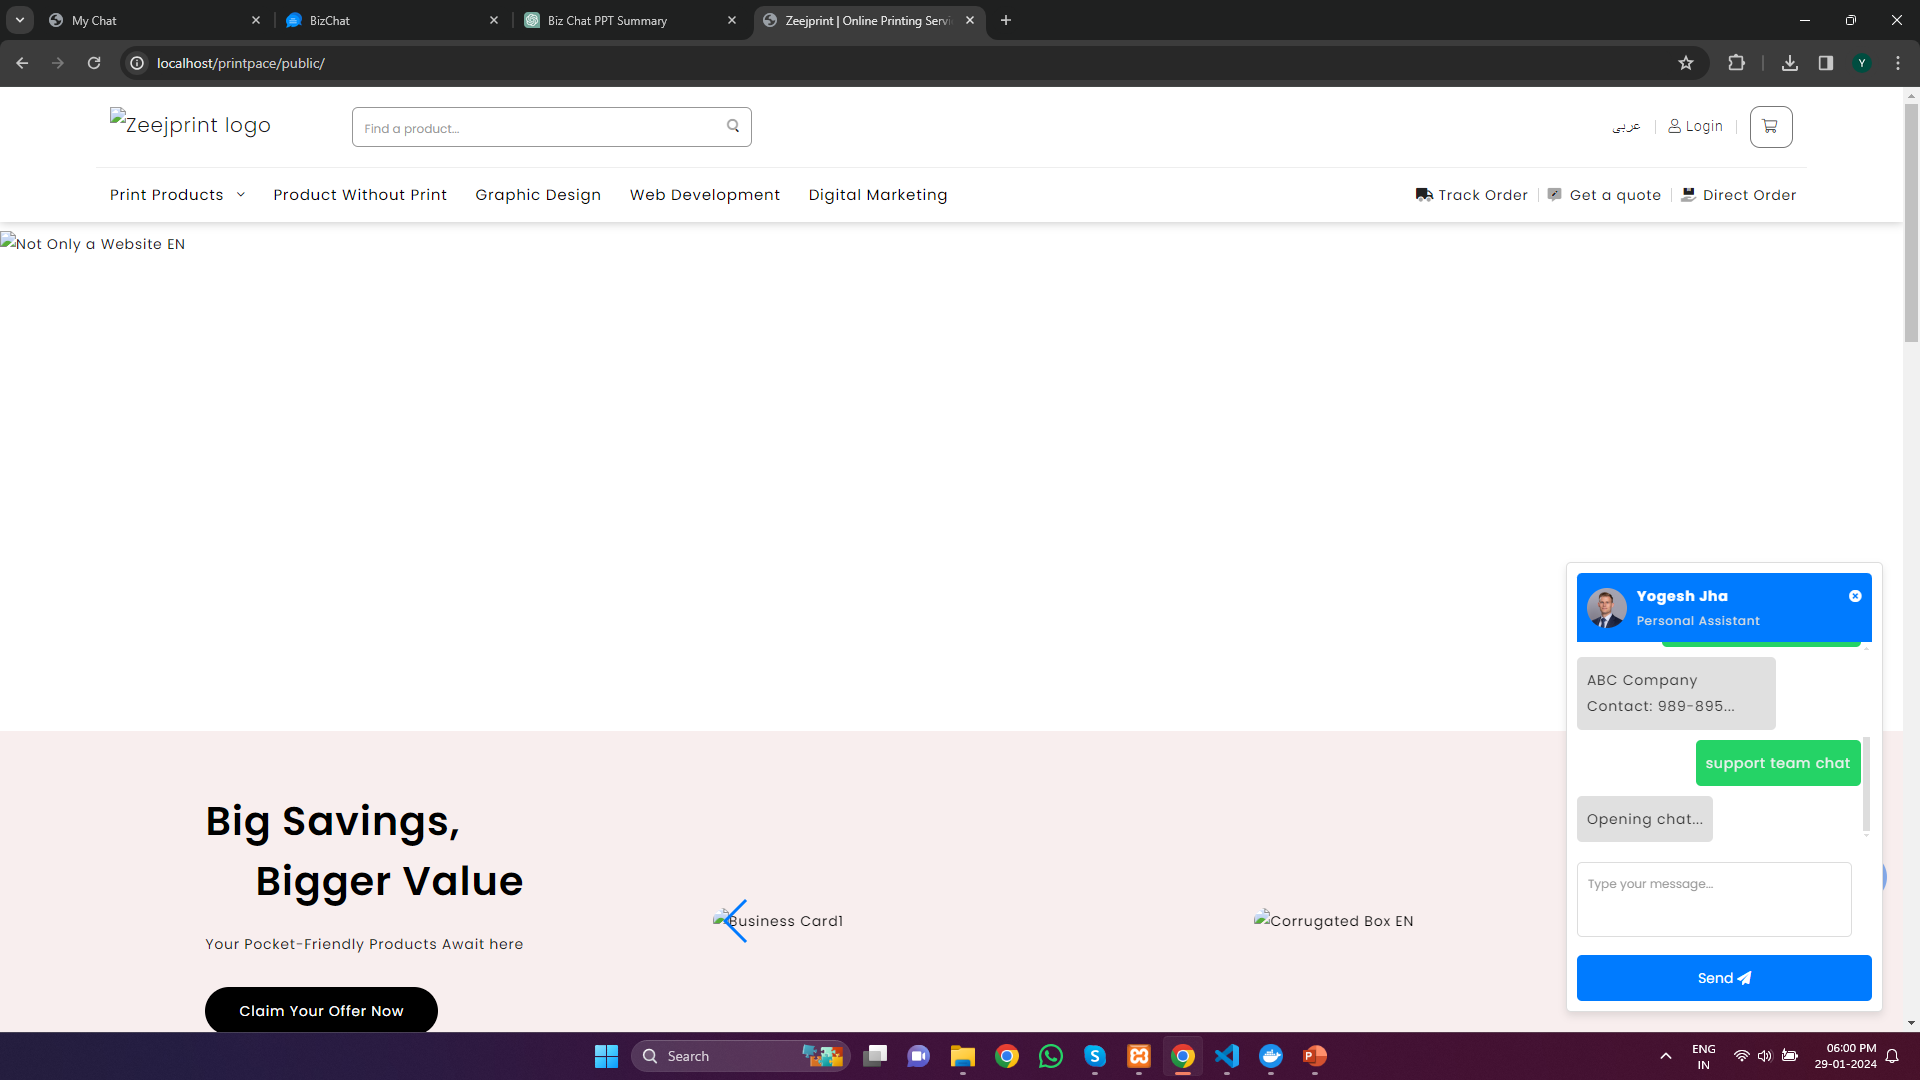 My Chat
BizChat
Biz Chat PPT Summary
Zeejprint | Online Printing Servi
localhost/printpace/public/
Y
Zeejprint logo
Find a product...
عربى
Login
Print Products
Product Without Print
Graphic Design
Web Development
Digital Marketing
Track Order
Get a quote
Direct Order
Not Only a Website EN
Yogesh Jha
Personal Assistant
ABC Company
Contact: 989-895...
support team chat
Opening chat...
Type your message...
Send
Big Savings,
Bigger Value
Your Pocket-Friendly Products Await here
Claim Your Offer Now
Business Card1
Corrugated Box EN
Search
ENG
IN
06:00 PM
29-01-2024